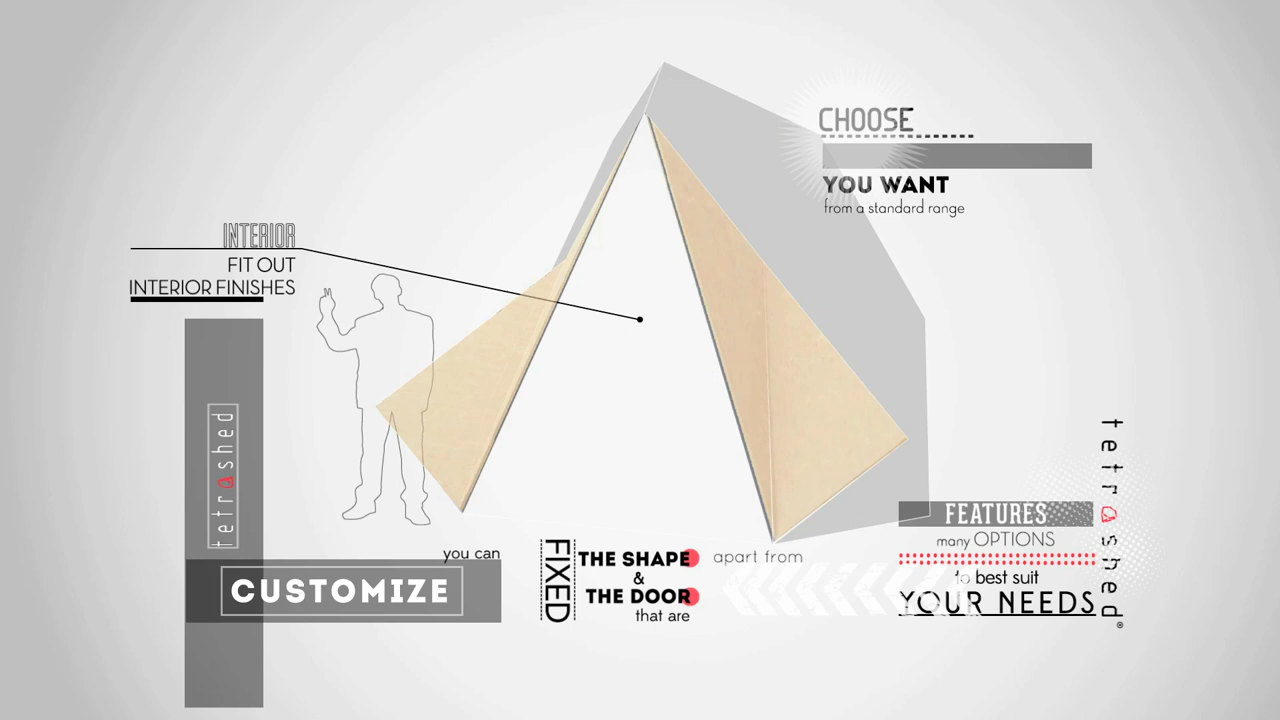 CHOOSE
YOU WANT
from a standard range
INTERIOR
FIT OUT
INTERIOR FINISHES
tetrashed
you can
CUSTOMIZE
FIXED
THE SHAPE
&
THE DOOR
that are
apart from
FEATURES
many OPTIONS
to best suit
YOUR NEEDS
tetrashed®